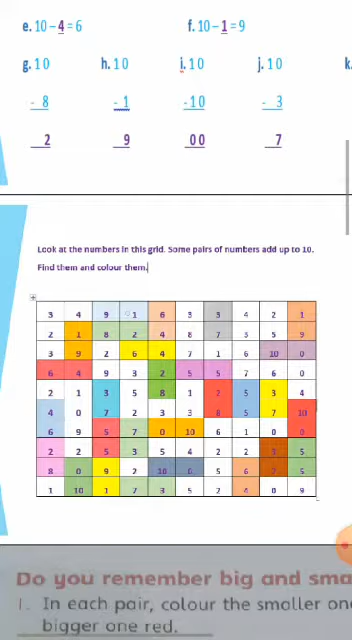 e. 10 – 4 = 6 f. 10 – 1 = 9
g. 10 h. 10 i. 10 j. 10 k.
- 8 - 1 -10 - 3
2 9 00 7
Look at the numbers in this grid. Some pairs of numbers add up to 10.
Find them and colour them.
3 4 9 1 6 3 3 4 2 1
2 1 8 2 4 8 7 5 5 9
3 9 2 6 4 7 1 6 10 0
6 4 9 3 2 5 5 7 6 0
2 1 3 5 8 1 2 5 3 4
4 0 7 2 3 3 8 5 7 10
6 9 5 7 0 10 6 1 0 0
2 2 5 3 5 4 2 2 5
8 0 9 2 10 5 6 5
1 10 1 7 3 5 2 4 0 9
Do you remember big and sma
1. In each pair, colour the smaller one
bigger one red.